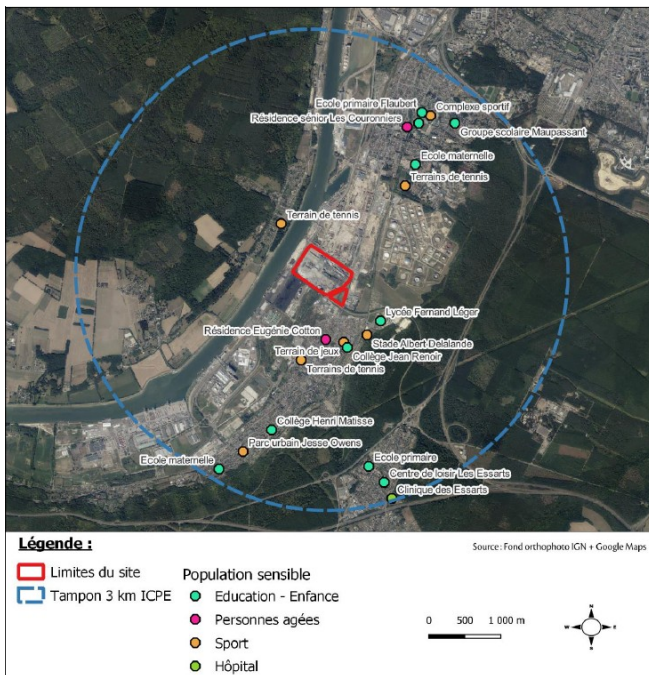 Ecole primaire Flaubert
Complexe sportif
Résidence sénior Les Couronniers
Groupe scolaire Maupassant
Ecole maternelle
Terrains de tennis
Terrain de tennis
Lycée Fernand Léger
Résidence Eugénie Cotton
Stade Albert Delalande
Terrain de jeux
Collège Jean Renoir
Terrains de tennis
Collège Henri Matisse
Parc urbain Jesse Owens
Ecole maternelle
Ecole primaire
Centre de loisir Les Essarts
Clinique des Essarts
Légende :
Source : Fond orthophoto IGN + Google Maps
Limites du site
Tampon 3 km ICPE
Population sensible
Education - Enfance
Personnes agées
Sport
Hôpital
0 500 1 000 m
N
W E
S